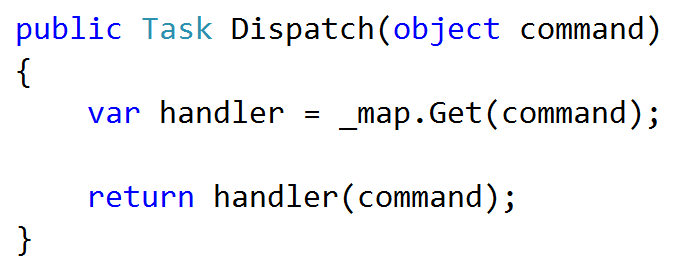 public Task Dispatch(object command)
{
    var handler = _map.Get(command);

    return handler(command);
}